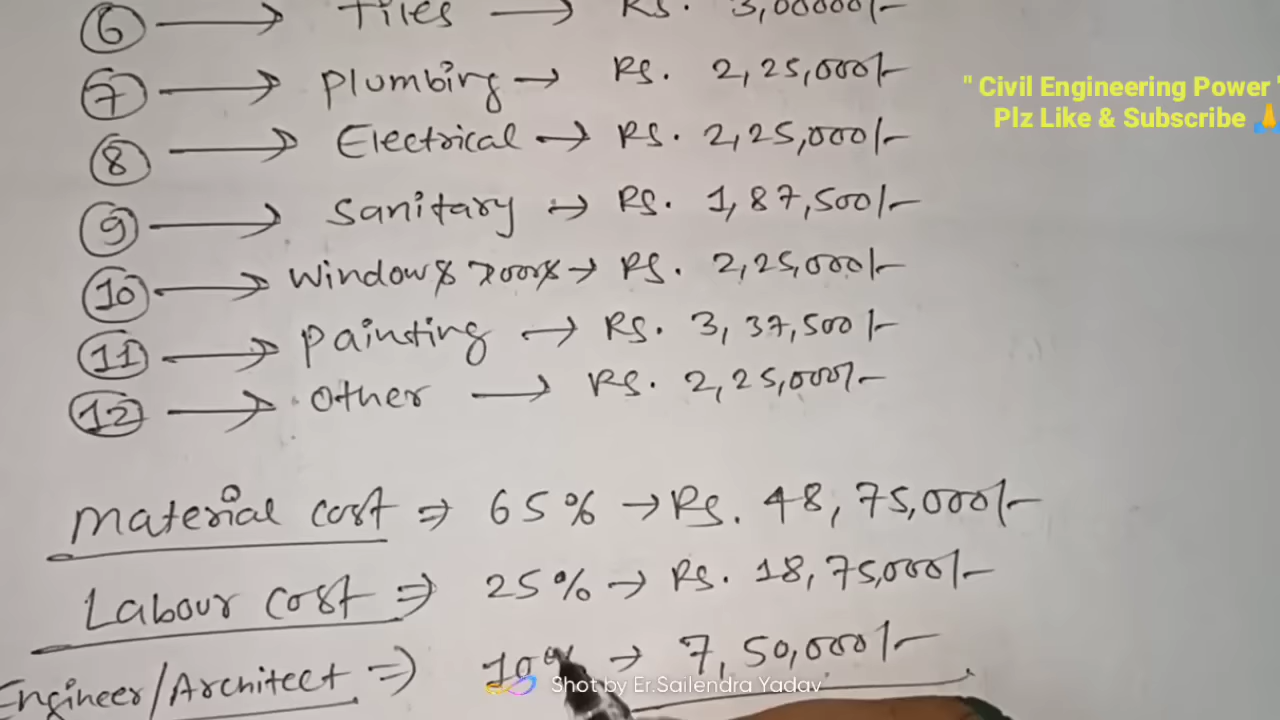 6 → Tiles → Rs. 3,00000/-
7 → Plumbing → Rs. 2,25,000/-
8 → Electrical → Rs. 2,25,000/-
9 → Sanitary → Rs. 1,87,500/-
10 → Window & Doors → Rs. 2,25,000/-
11 → Painting → Rs. 3,37,500/-
12 → Other → Rs. 2,25,000/-
Material cost ⇒ 65% → Rs. 48,75,000/-
Labour cost ⇒ 25% → Rs. 18,75,000/-
Engineer/Architect ⇒ 10% → 7,50,000/-
" Civil Engineering Power "
Plz Like & Subscribe 🙏
Shot by Er.Sailendra Yadav